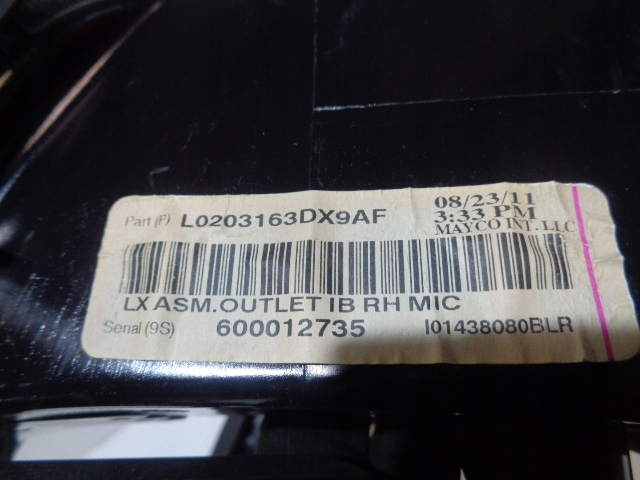 Part (P) L0203163DX9AF
08/23/11
3:33 PM
MAYCO INT. LLC
LX ASM.OUTLET IB RH MIC
Serial (9S) 600012735 I01438080BLR